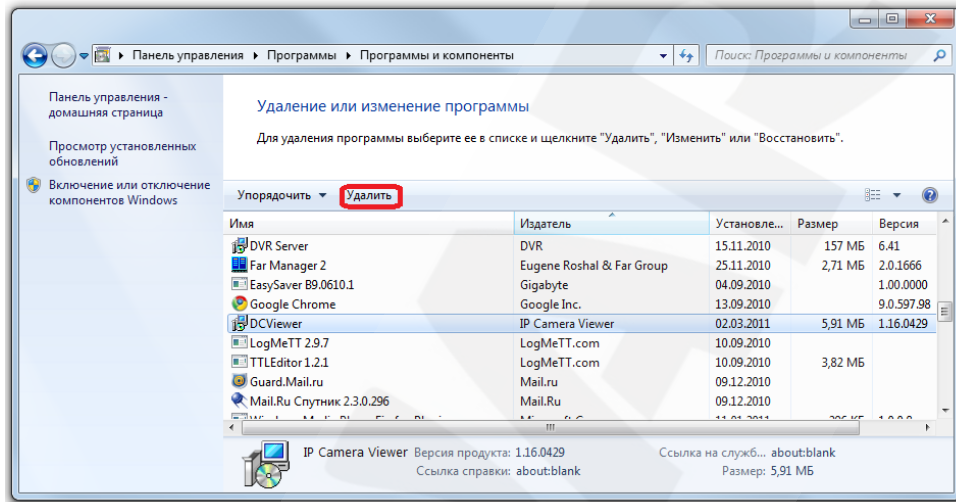 Панель управления ▸ Программы ▸ Программы и компоненты
Поиск: Программы и компоненты
Панель управления - домашняя страница
Просмотр установленных обновлений
Включение или отключение компонентов Windows
Удаление или изменение программы
Для удаления программы выберите ее в списке и щелкните "Удалить", "Изменить" или "Восстановить".
Упорядочить Удалить
Имя Издатель Установле... Размер Версия
DVR Server DVR 15.11.2010 157 МБ 6.41
Far Manager 2 Eugene Roshal & Far Group 25.11.2010 2,71 МБ 2.0.1666
EasySaver B9.0610.1 Gigabyte 04.09.2010 1.00.0000
Google Chrome Google Inc. 13.09.2010 9.0.597.98
DCViewer IP Camera Viewer 02.03.2011 5,91 МБ 1.16.0429
LogMeTT 2.9.7 LogMeTT.com 10.09.2010
TTLEditor 1.2.1 LogMeTT.com 10.09.2010 3,82 МБ
Guard.Mail.ru Mail.ru 09.12.2010
Mail.Ru Спутник 2.3.0.296 Mail.Ru 09.12.2010
IP Camera Viewer Версия продукта: 1.16.0429 Ссылка на служб... about:blank
Ссылка справки: about:blank Размер: 5,91 МБ